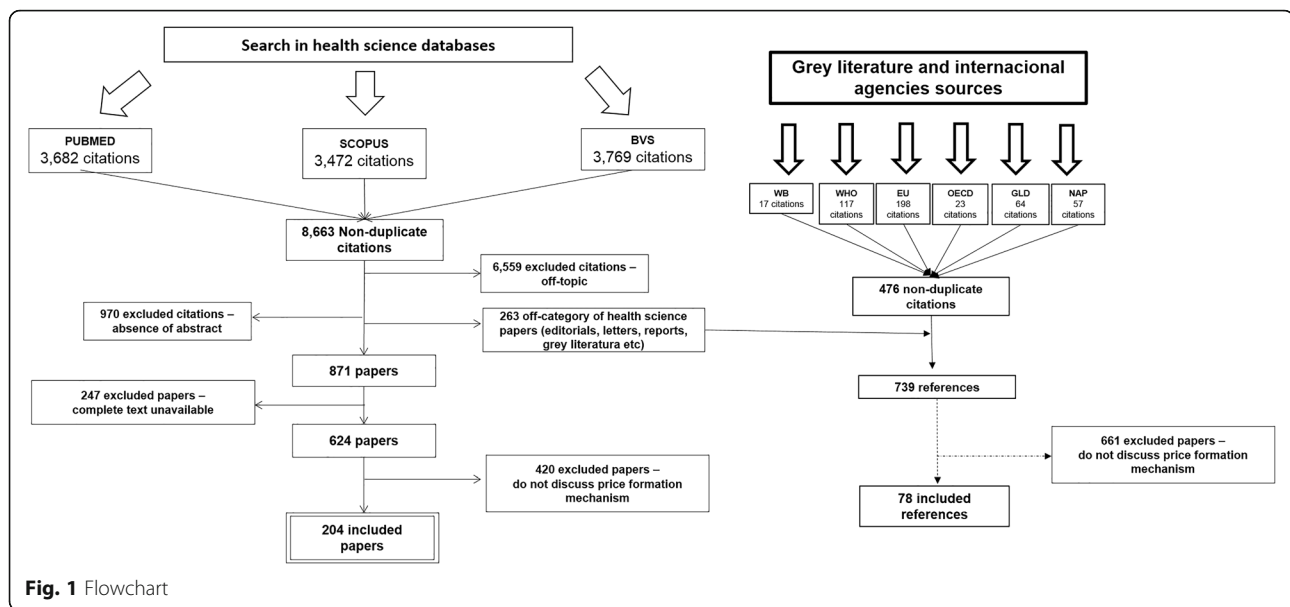 Search in health science databases
PUBMED
3,682 citations
SCOPUS
3,472 citations
BVS
3,769 citations
8,663 Non-duplicate
citations
6,559 excluded citations –
off-topic
970 excluded citations –
absence of abstract
263 off-category of health science
papers (editorials, letters, reports,
grey literatura etc)
871 papers
247 excluded papers –
complete text unavailable
624 papers
420 excluded papers –
do not discuss price formation
mechanism
204 included
papers
Grey literature and internacional
agencies sources
WB
17 citations
WHO
117
citations
EU
198
citations
OECD
23
citations
GLD
64
citations
NAP
57
citations
476 non-duplicate
citations
739 references
661 excluded papers –
do not discuss price formation
mechanism
78 included
references
Fig. 1 Flowchart